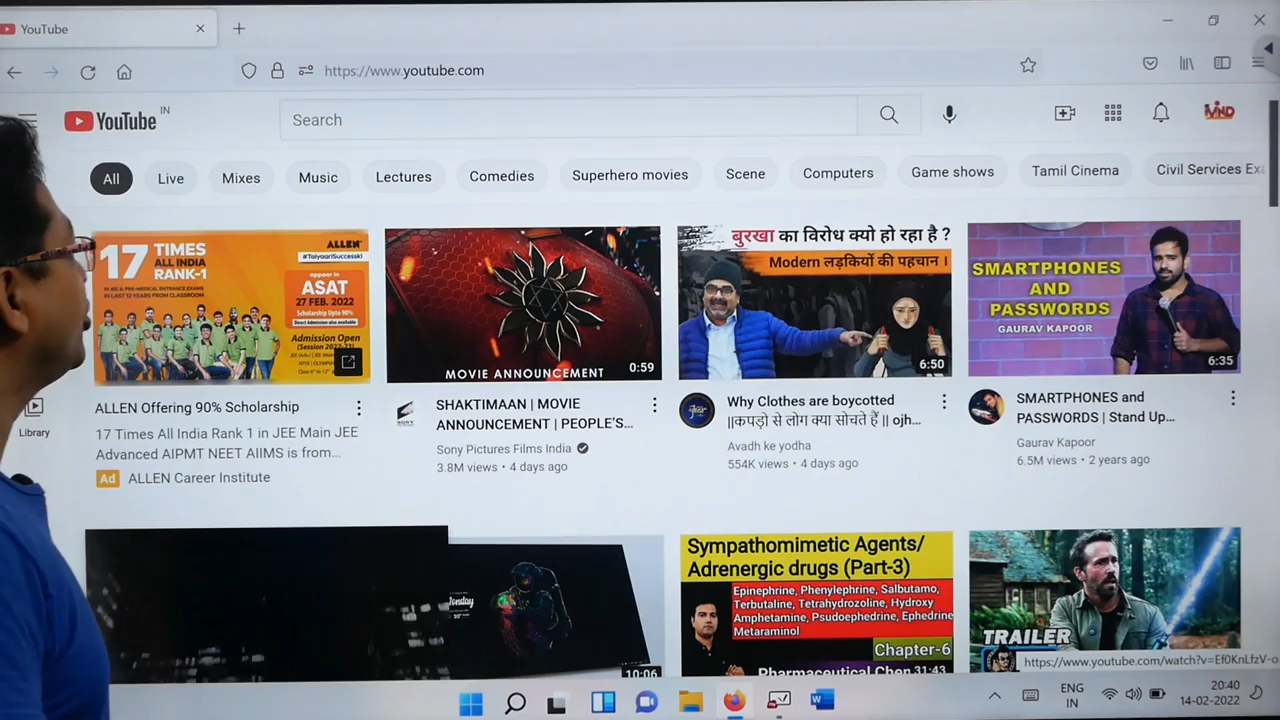 YouTube
https://www.youtube.com
YouTube IN
Search
All
Live
Mixes
Music
Lectures
Comedies
Superhero movies
Scene
Computers
Game shows
Tamil Cinema
Civil Services Exa
17 TIMES
ALL INDIA
RANK-1
IN JEE & PRE-MEDICAL ENTRANCE EXAMS
IN LAST 12 YEARS FROM CLASSROOM
ALLEN
#TaiyaariSuccessKi
appear in
ASAT
27 FEB. 2022
Scholarship Upto 90%
Direct Admission also available
Admission Open
(Session 2022-23)
ALLEN Offering 90% Scholarship
17 Times All India Rank 1 in JEE Main JEE
Advanced AIPMT NEET AIIMS is from...
Ad ALLEN Career Institute
MOVIE ANNOUNCEMENT
0:59
SHAKTIMAAN | MOVIE
ANNOUNCEMENT | PEOPLE'S...
Sony Pictures Films India
3.8M views • 4 days ago
बुरखा का विरोध क्यो हो रहा है ?
Modern लड़कियों की पहचान ।
6:50
Why Clothes are boycotted
||कपड़ो से लोग क्या सोचते हैं || ojh...
Avadh ke yodha
554K views • 4 days ago
SMARTPHONES
AND
PASSWORDS
GAURAV KAPOOR
6:35
SMARTPHONES and
PASSWORDS | Stand Up...
Gaurav Kapoor
6.5M views • 2 years ago
Library
10:06
Sympathomimetic Agents/
Adrenergic drugs (Part-3)
Epinephrine, Phenylephrine, Salbutamo,
Terbutaline, Tetrahydrozoline, Hydroxy
Amphetamine, Psudoephedrine, Ephedrine
Metaraminol
Chapter-6
Pharmaceutical Chem
31:43
TRAILER
https://www.youtube.com/watch?v=Ef0KnLfzV-o
ENG
IN
20:40
14-02-2022